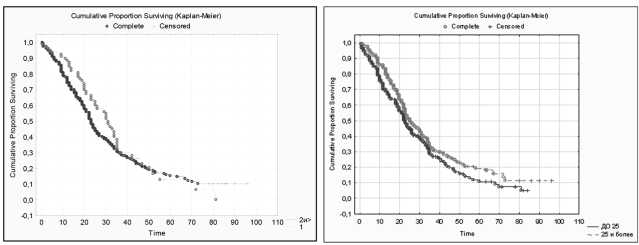 Cumulative Proportion Surviving (Kaplan-Meier)
Complete Censored
Cumulative Proportion Surviving
1,0
0,9
0,8
0,7
0,6
0,5
0,4
0,3
0,2
0,1
0,0
-0,1
0 10 20 30 40 50 60 70 80 90 100 110
Time
2и>
1
Cumulative Proportion Surviving (Kaplan-Meier)
Complete Censored
Cumulative Proportion Surviving
1,0
0,9
0,8
0,7
0,6
0,5
0,4
0,3
0,2
0,1
0,0
-0,1
0 10 20 30 40 50 60 70 80 90 100 110
Time
ДО 25
25 и более